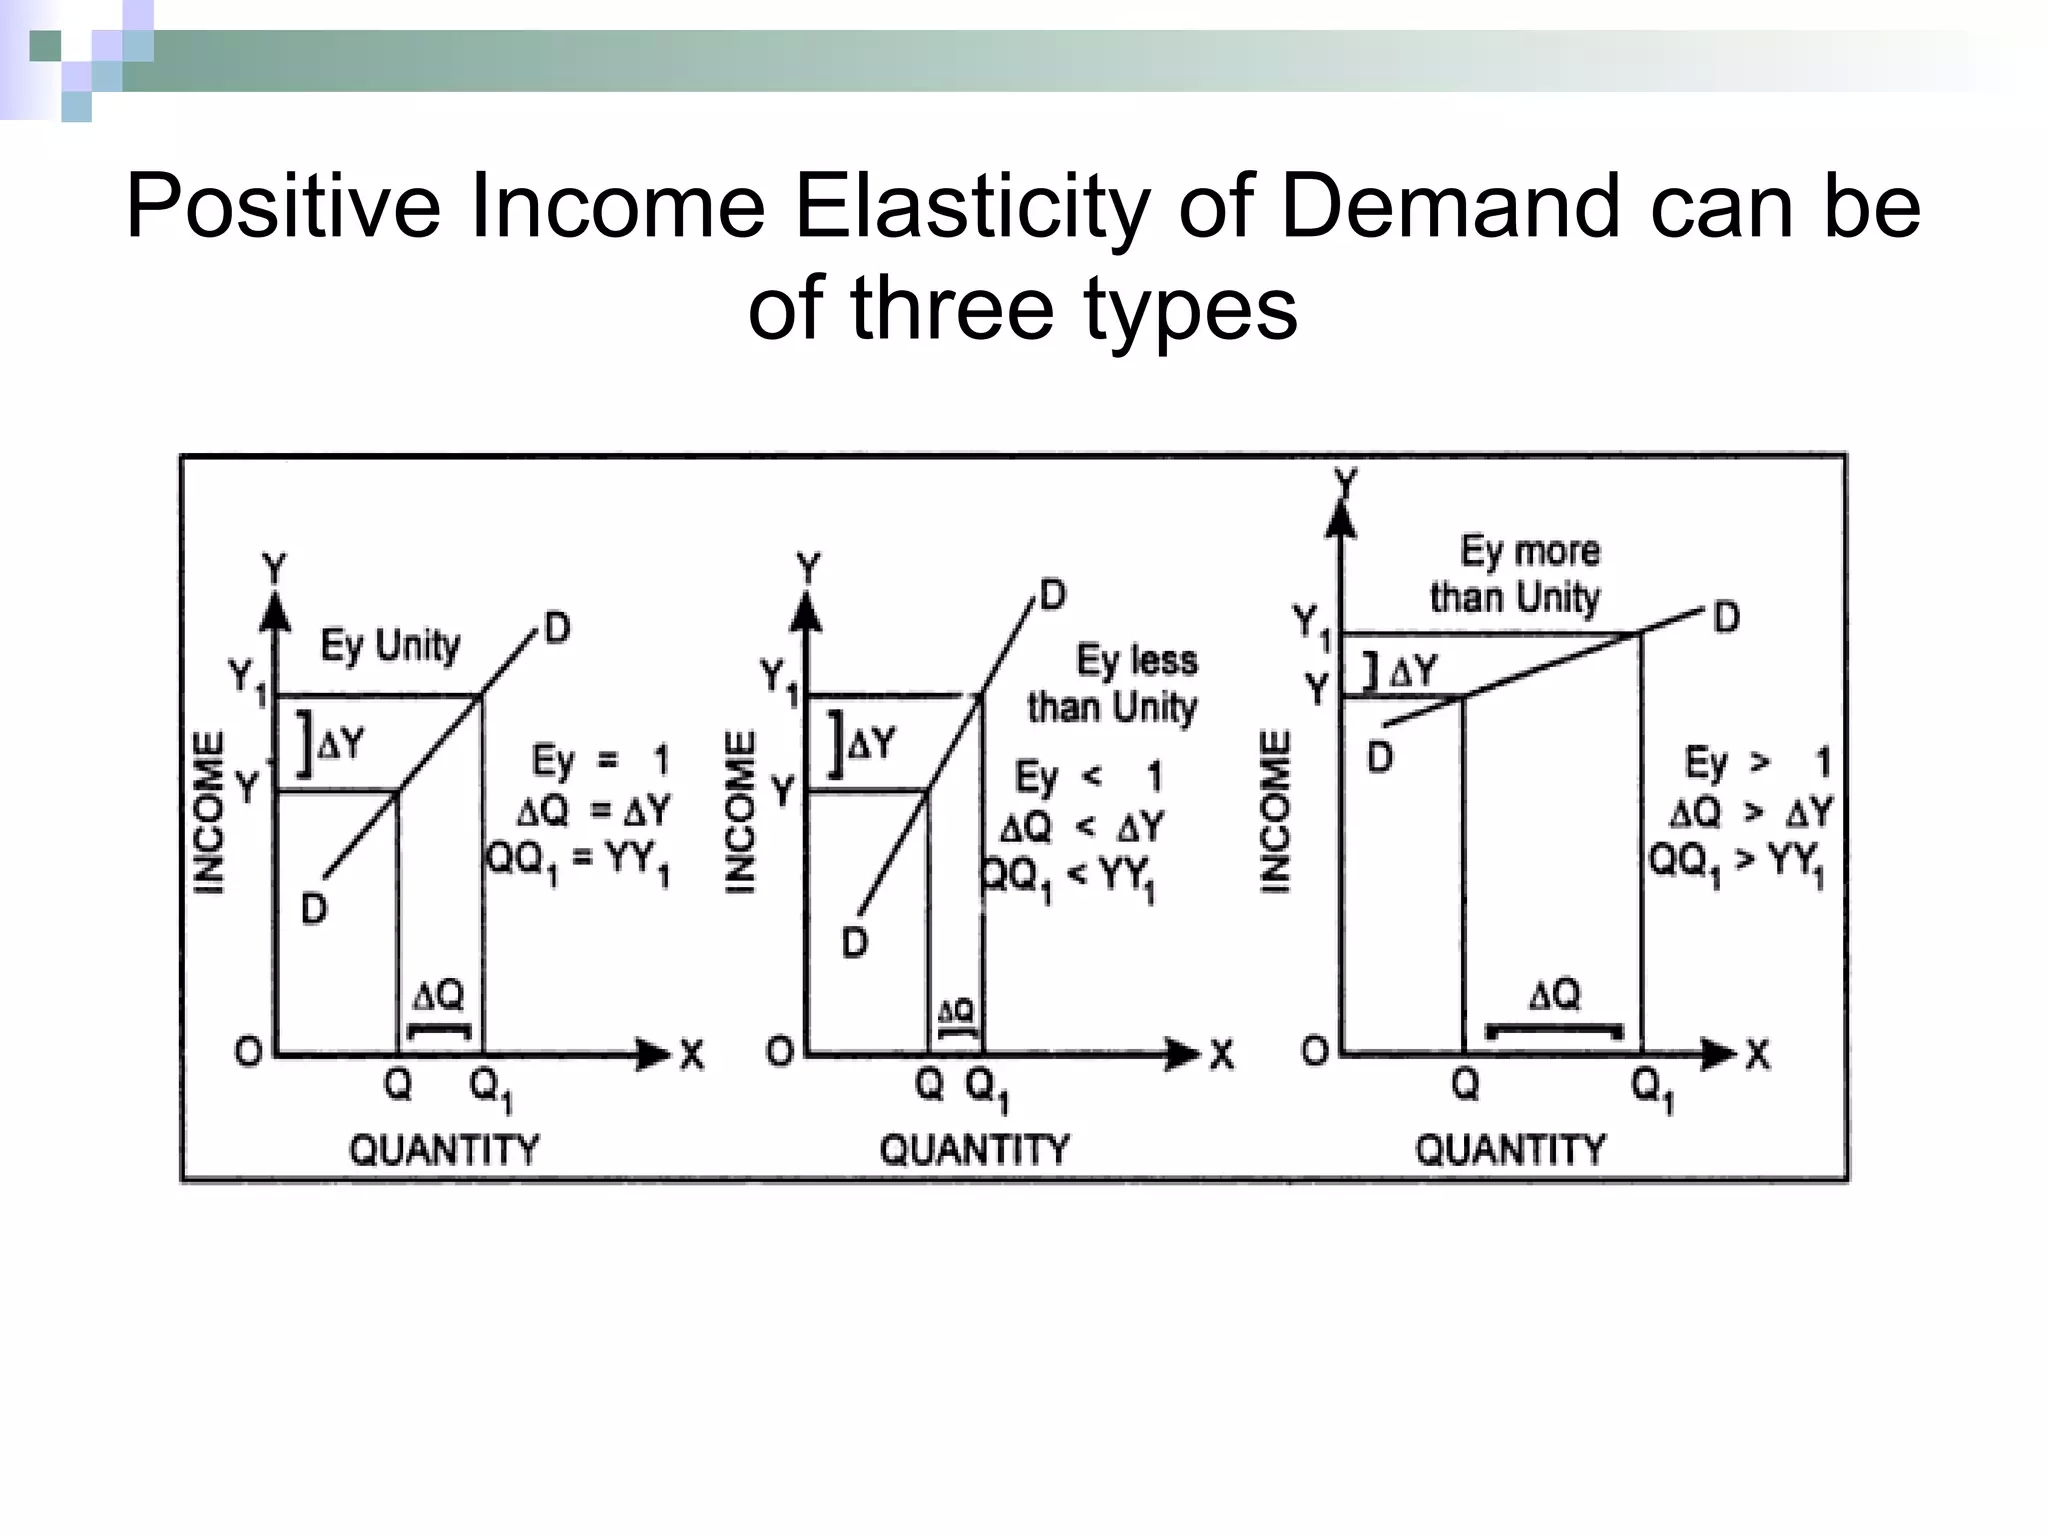 Positive Income Elasticity of Demand can be
of three types
Y
Ey Unity
D
Y1
ΔY
Y
INCOME
Ey = 1
ΔQ = ΔY
QQ1 = YY1
D
ΔQ
O
X
Q Q1
QUANTITY
Y
D
Y1
Ey less
than Unity
ΔY
Y
INCOME
Ey < 1
ΔQ < ΔY
QQ1 < YY1
D
ΔQ
O
X
Q Q1
QUANTITY
Y
Ey more
than Unity
D
Y1
ΔY
Y
D
INCOME
Ey > 1
ΔQ > ΔY
QQ1 > YY1
ΔQ
O
X
Q Q1
QUANTITY